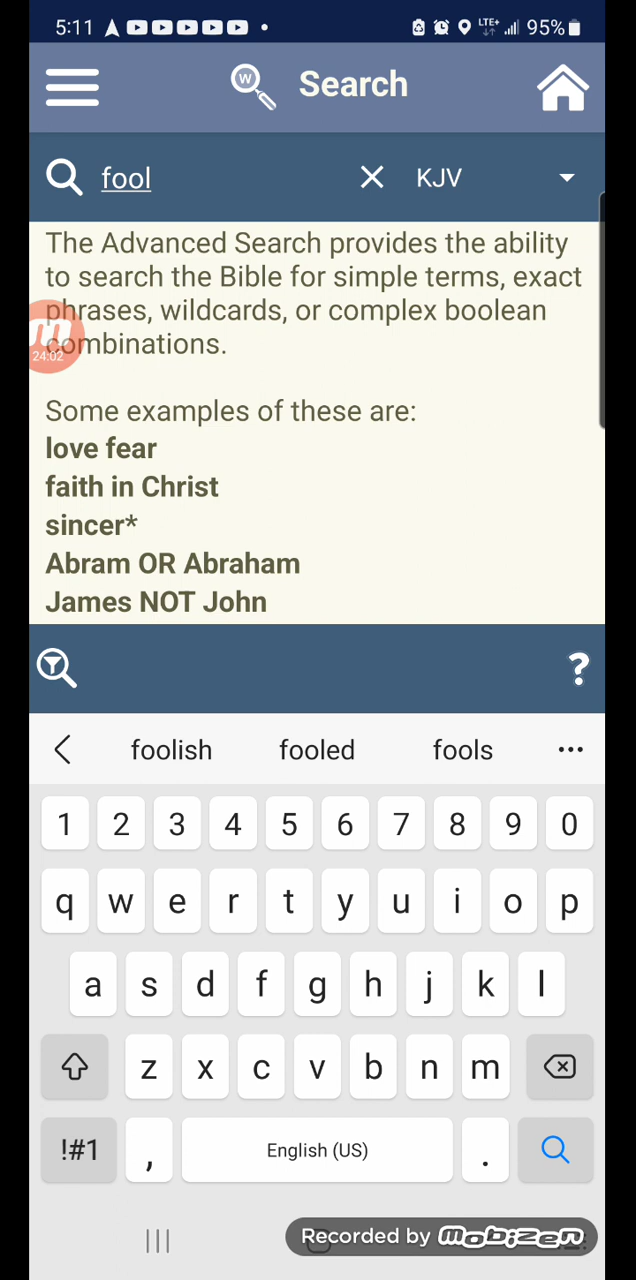 5:11 LTE+ 95%
W Search
fool KJV
The Advanced Search provides the ability
to search the Bible for simple terms, exact
phrases, wildcards, or complex boolean
combinations.
m
24:02
Some examples of these are:
love fear
faith in Christ
sincer*
Abram OR Abraham
James NOT John
?
foolish fooled fools ...
1 2 3 4 5 6 7 8 9 0
q w e r t y u i o p
a s d f g h j k l
z x c v b n m
!#1 , English (US) .
Recorded by mobizen